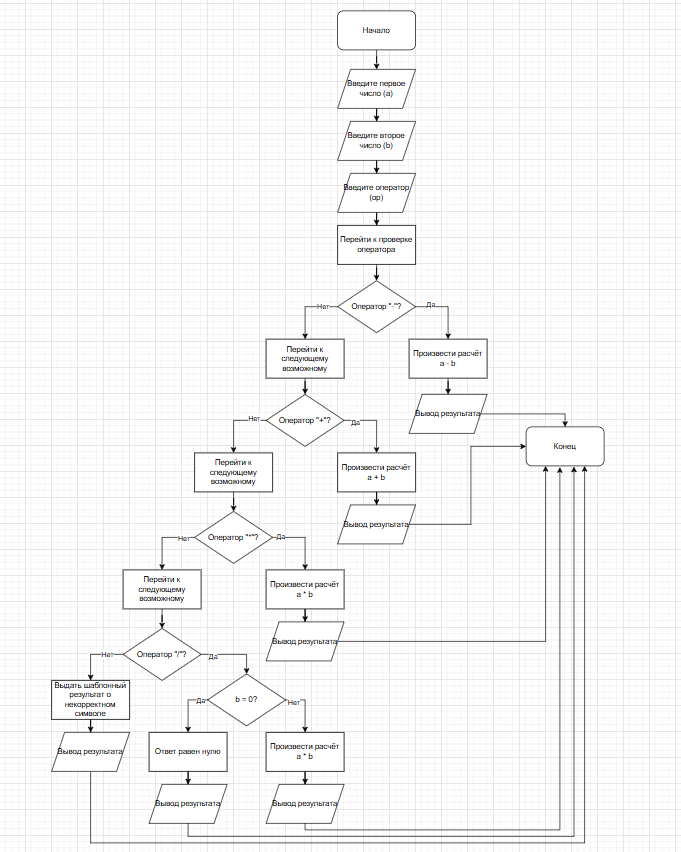 Начало
Введите первое
число (a)
Введите второе
число (b)
Введите оператор
(op)
Перейти к проверке
оператора
Оператор "-"?
Нет
Да
Перейти к
следующему
возможному
Произвести расчёт
a - b
Вывод результата
Оператор "+"?
Нет
Да
Конец
Перейти к
следующему
возможному
Произвести расчёт
a + b
Вывод результата
Оператор "*"?
Нет
Да
Перейти к
следующему
возможному
Произвести расчёт
a * b
Вывод результата
Оператор "/"?
Нет
Да
Выдать шаблонный
результат о
некорректном
символе
b = 0?
Да
Нет
Вывод результата
Ответ равен нулю
Произвести расчёт
a * b
Вывод результата
Вывод результата